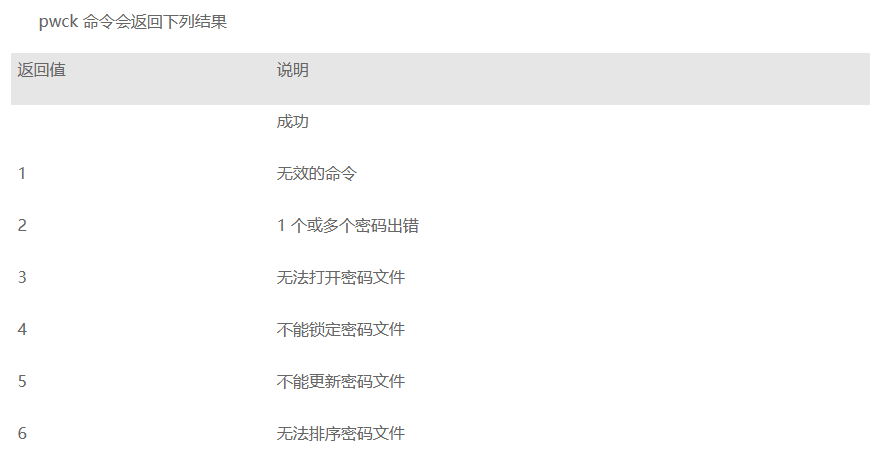 pwck 命令会返回下列结果
返回值 说明
成功
1 无效的命令
2 1 个或多个密码出错
3 无法打开密码文件
4 不能锁定密码文件
5 不能更新密码文件
6 无法排序密码文件